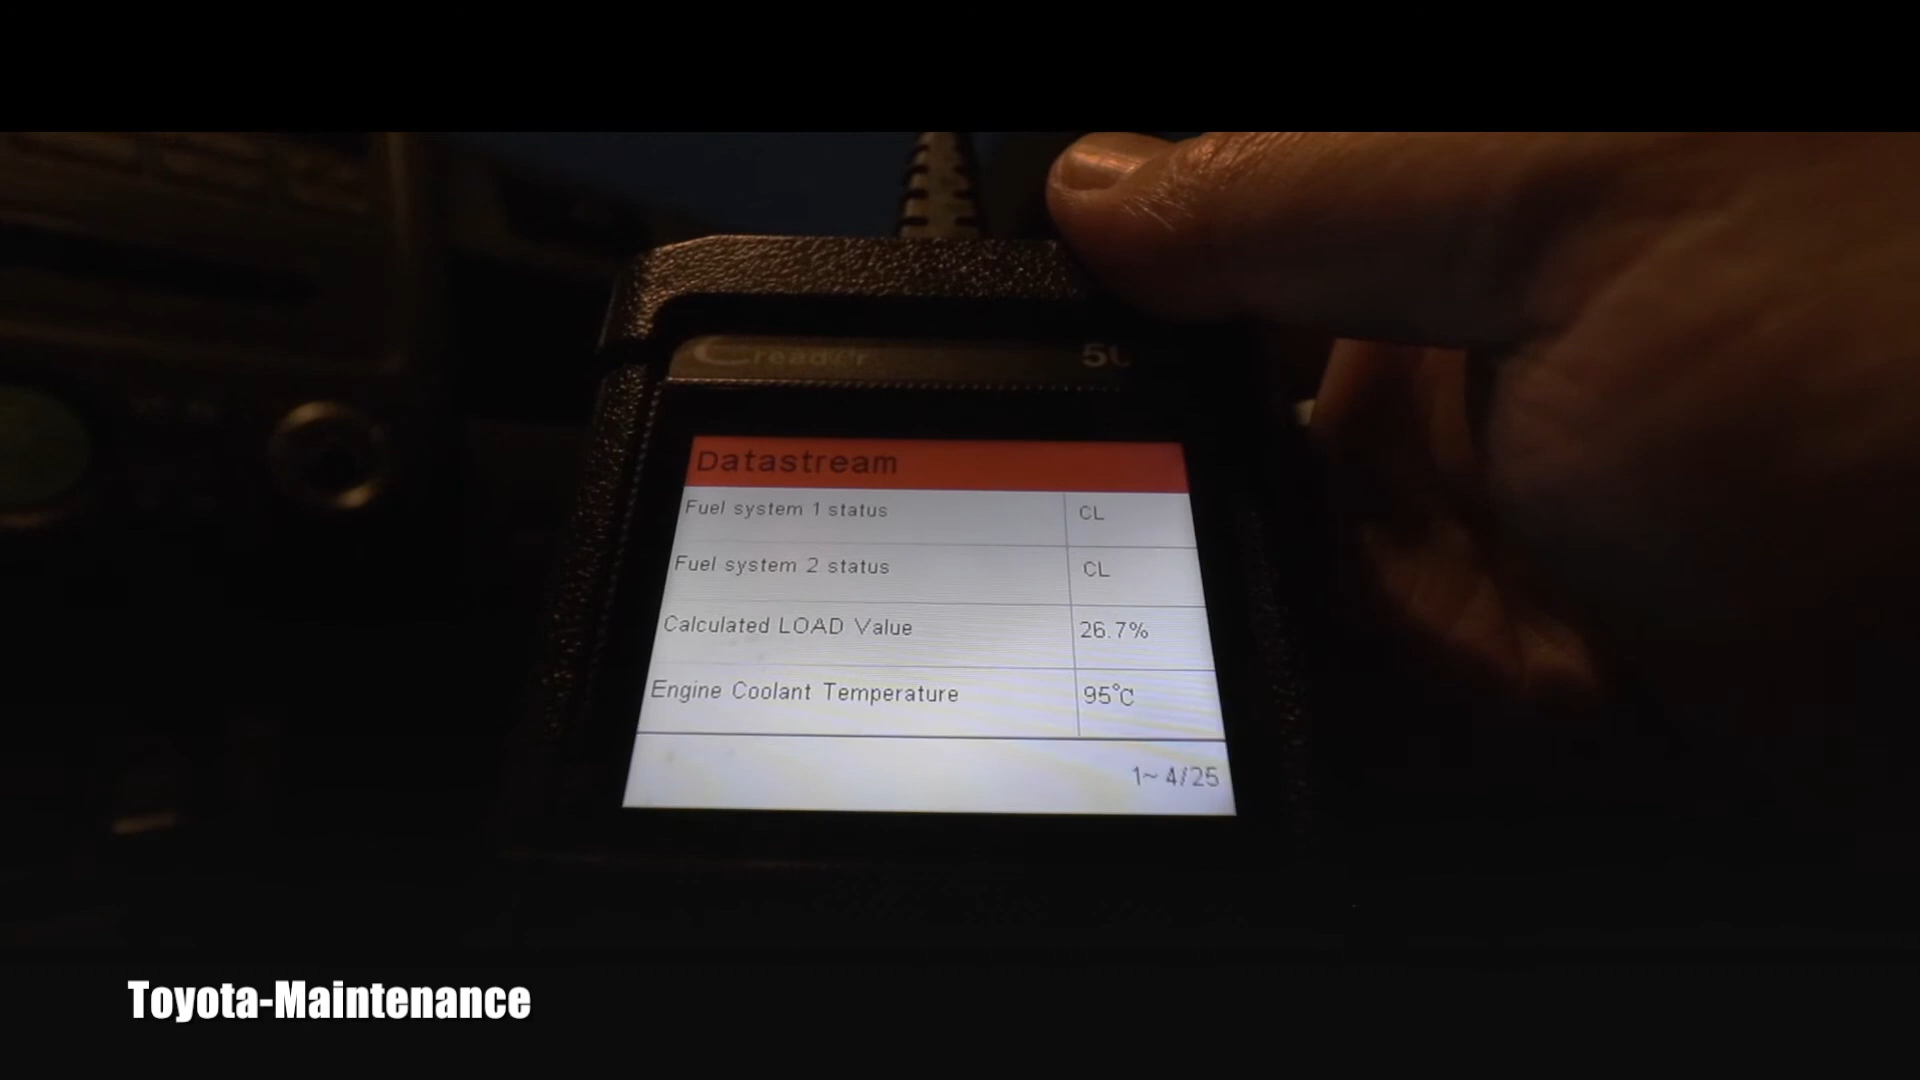 Creader
Datastream
Fuel system 1 status CL
Fuel system 2 status CL
Calculated LOAD Value 26.7%
Engine Coolant Temperature 95°C
1~ 4/25
Toyota-Maintenance